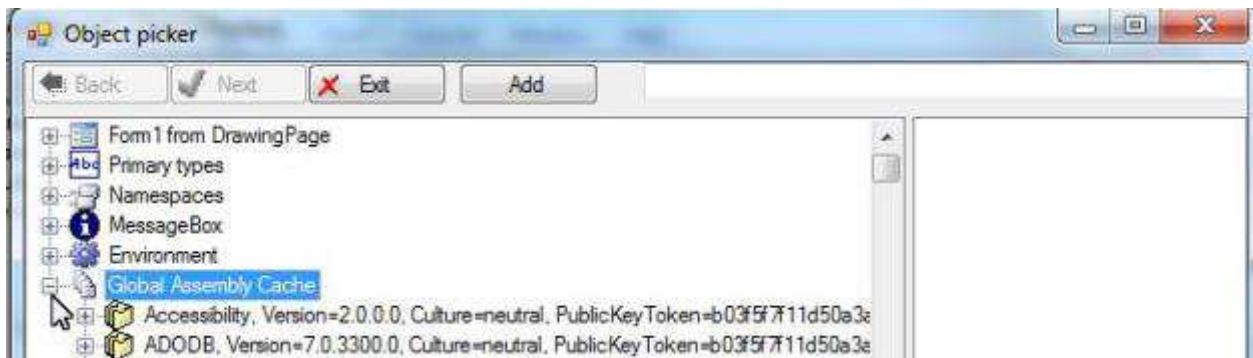 Object picker
Back Next Exit Add
Form1 from DrawingPage
Abc Primary types
Namespaces
MessageBox
Environment
Global Assembly Cache
Accessibility, Version=2.0.0.0, Culture=neutral, PublicKeyToken=b03f5f7f11d50a3a
ADODB, Version=7.0.3300.0, Culture=neutral, PublicKeyToken=b03f5f7f11d50a3a